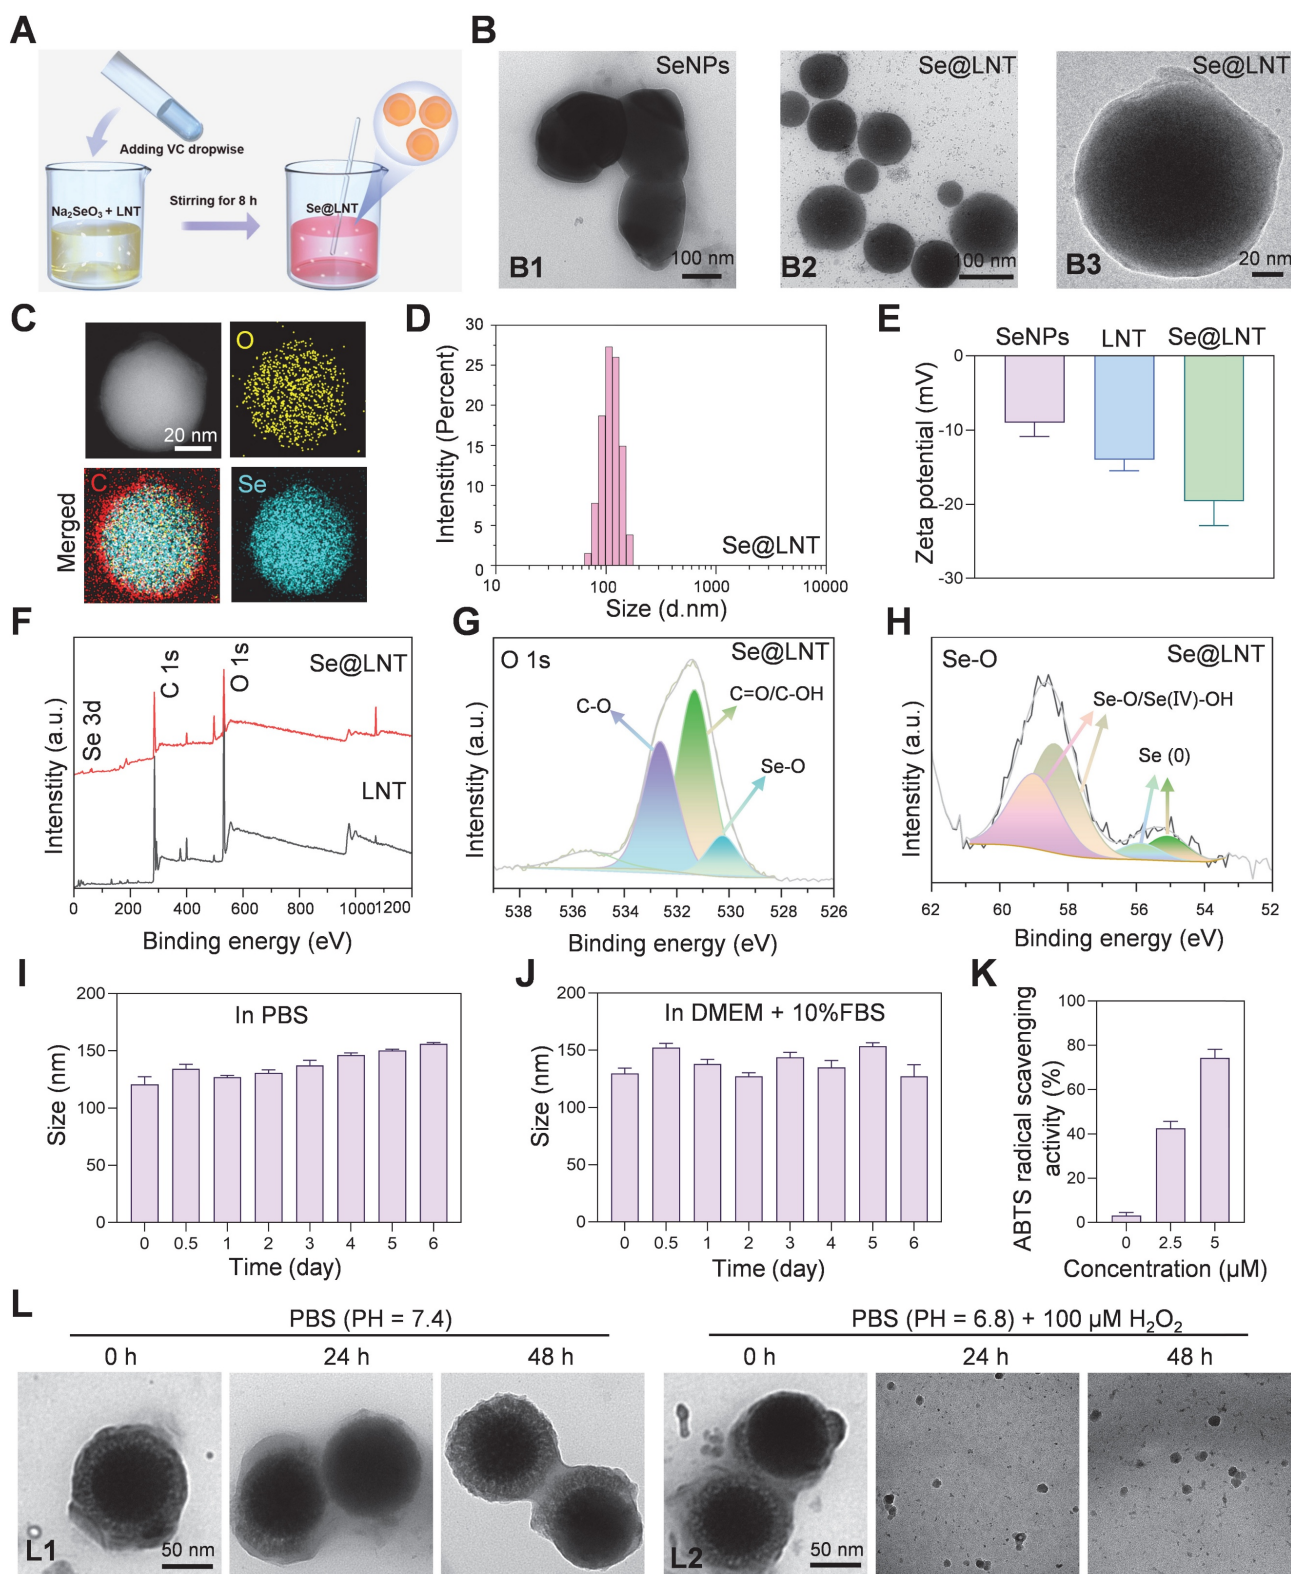 A
Adding VC dropwise
Na₂SeO₃ + LNT
Stirring for 8 h
Se@LNT
B
SeNPs
B1
100 nm
Se@LNT
B2
100 nm
Se@LNT
B3
20 nm
C
20 nm
O
Merged
C
Se
D
Intenstity (Percent)
30
25
20
15
10
5
0
Se@LNT
10
100
1000
10000
Size (d.nm)
E
SeNPs
LNT
Se@LNT
Zeta potential (mV)
0
-10
-20
-30
F
Intenstity (a.u.)
Se 3d
C 1s
O 1s
Se@LNT
LNT
0
200
400
600
800
1000
1200
Binding energy (eV)
G
Intenstity (a.u.)
O 1s
Se@LNT
C-O
C=O/C-OH
Se-O
538
536
534
532
530
528
526
Binding energy (eV)
H
Intenstity (a.u.)
Se-O
Se@LNT
Se-O/Se(IV)-OH
Se (0)
62
60
58
56
54
52
Binding energy (eV)
I
Size (nm)
200
150
100
50
0
In PBS
0
0.5
1
2
3
4
5
6
Time (day)
J
Size (nm)
200
150
100
50
0
In DMEM + 10%FBS
0
0.5
1
2
3
4
5
6
Time (day)
K
ABTS radical scavenging
activity (%)
100
80
60
40
20
0
0
2.5
5
Concentration (µM)
L
PBS (PH = 7.4)
0 h
24 h
48 h
L1
50 nm
PBS (PH = 6.8) + 100 µM H₂O₂
0 h
24 h
48 h
L2
50 nm